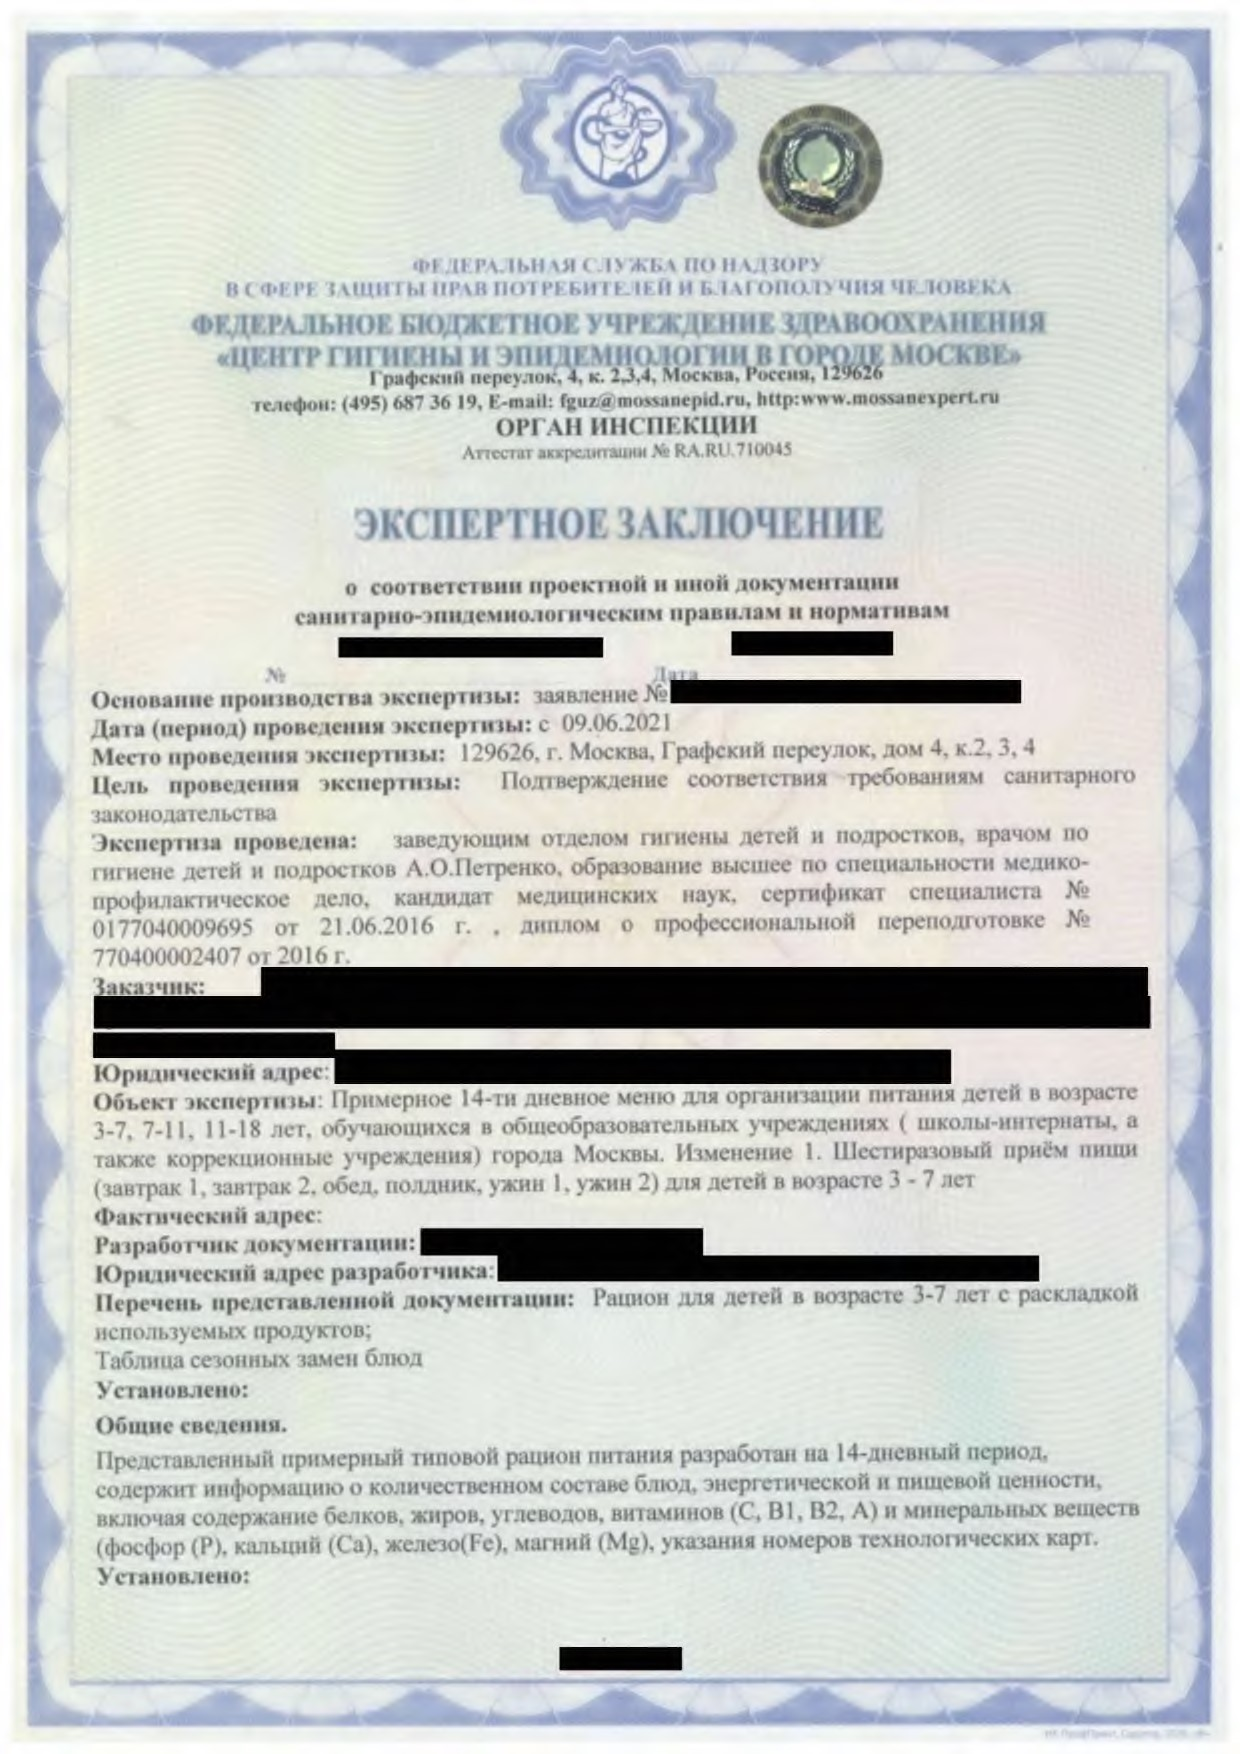 ФЕДЕРАЛЬНАЯ СЛУЖБА ПО НАДЗОРУ
В СФЕРЕ ЗАЩИТЫ ПРАВ ПОТРЕБИТЕЛЕЙ И БЛАГОПОЛУЧИЯ ЧЕЛОВЕКА
ФЕДЕРАЛЬНОЕ БЮДЖЕТНОЕ УЧРЕЖДЕНИЕ ЗДРАВООХРАНЕНИЯ
«ЦЕНТР ГИГИЕНЫ И ЭПИДЕМИОЛОГИИ В ГОРОДЕ МОСКВЕ»
Графский переулок, 4, к. 2,3,4, Москва, Россия, 129626
телефон: (495) 687 36 19, E-mail: fguz@mossanepid.ru, http:www.mossanexpert.ru
ОРГАН ИНСПЕКЦИИ
Аттестат аккредитации № RA.RU.710045
ЭКСПЕРТНОЕ ЗАКЛЮЧЕНИЕ
о соответствии проектной и иной документации
санитарно-эпидемиологическим правилам и нормативам
№ Дата
Основание производства экспертизы: заявление №
Дата (период) проведения экспертизы: с 09.06.2021
Место проведения экспертизы: 129626, г. Москва, Графский переулок, дом 4, к.2, 3, 4
Цель проведения экспертизы: Подтверждение соответствия требованиям санитарного
законодательства
Экспертиза проведена: заведующим отделом гигиены детей и подростков, врачом по
гигиене детей и подростков А.О.Петренко, образование высшее по специальности медико-
профилактическое дело, кандидат медицинских наук, сертификат специалиста №
0177040009695 от 21.06.2016 г. , диплом о профессиональной переподготовке №
770400002407 от 2016 г.
Заказчик:
Юридический адрес:
Объект экспертизы: Примерное 14-ти дневное меню для организации питания детей в возрасте
3-7, 7-11, 11-18 лет, обучающихся в общеобразовательных учреждениях ( школы-интернаты, а
также коррекционные учреждения) города Москвы. Изменение 1. Шестиразовый приём пищи
(завтрак 1, завтрак 2, обед, полдник, ужин 1, ужин 2) для детей в возрасте 3 - 7 лет
Фактический адрес:
Разработчик документации:
Юридический адрес разработчика:
Перечень представленной документации: Рацион для детей в возрасте 3-7 лет с раскладкой
используемых продуктов;
Таблица сезонных замен блюд
Установлено:
Общие сведения.
Представленный примерный типовой рацион питания разработан на 14-дневный период,
содержит информацию о количественном составе блюд, энергетической и пищевой ценности,
включая содержание белков, жиров, углеводов, витаминов (С, В1, В2, А) и минеральных веществ
(фосфор (Р), кальций (Са), железо(Fe), магний (Mg), указания номеров технологических карт.
Установлено: